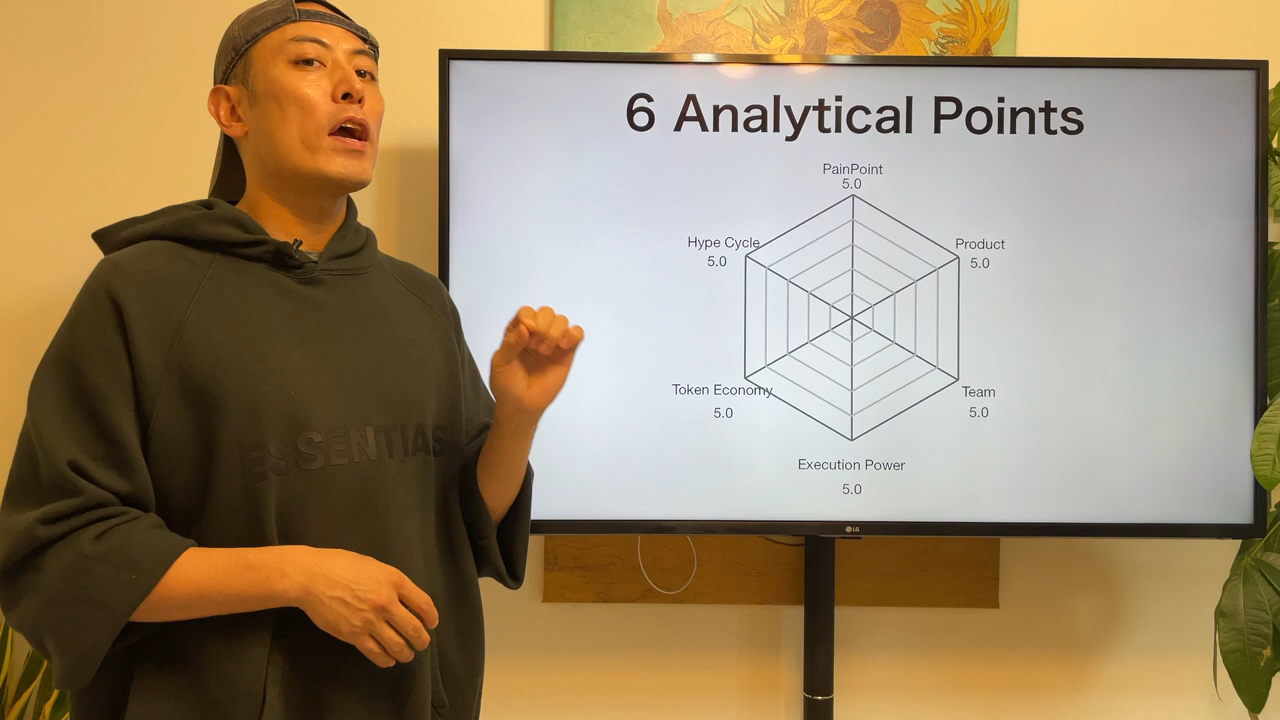 6 Analytical Points
PainPoint
5.0
Hype Cycle
5.0
Product
5.0
Token Economy
5.0
Team
5.0
Execution Power
5.0
ESSENTIALS
LG